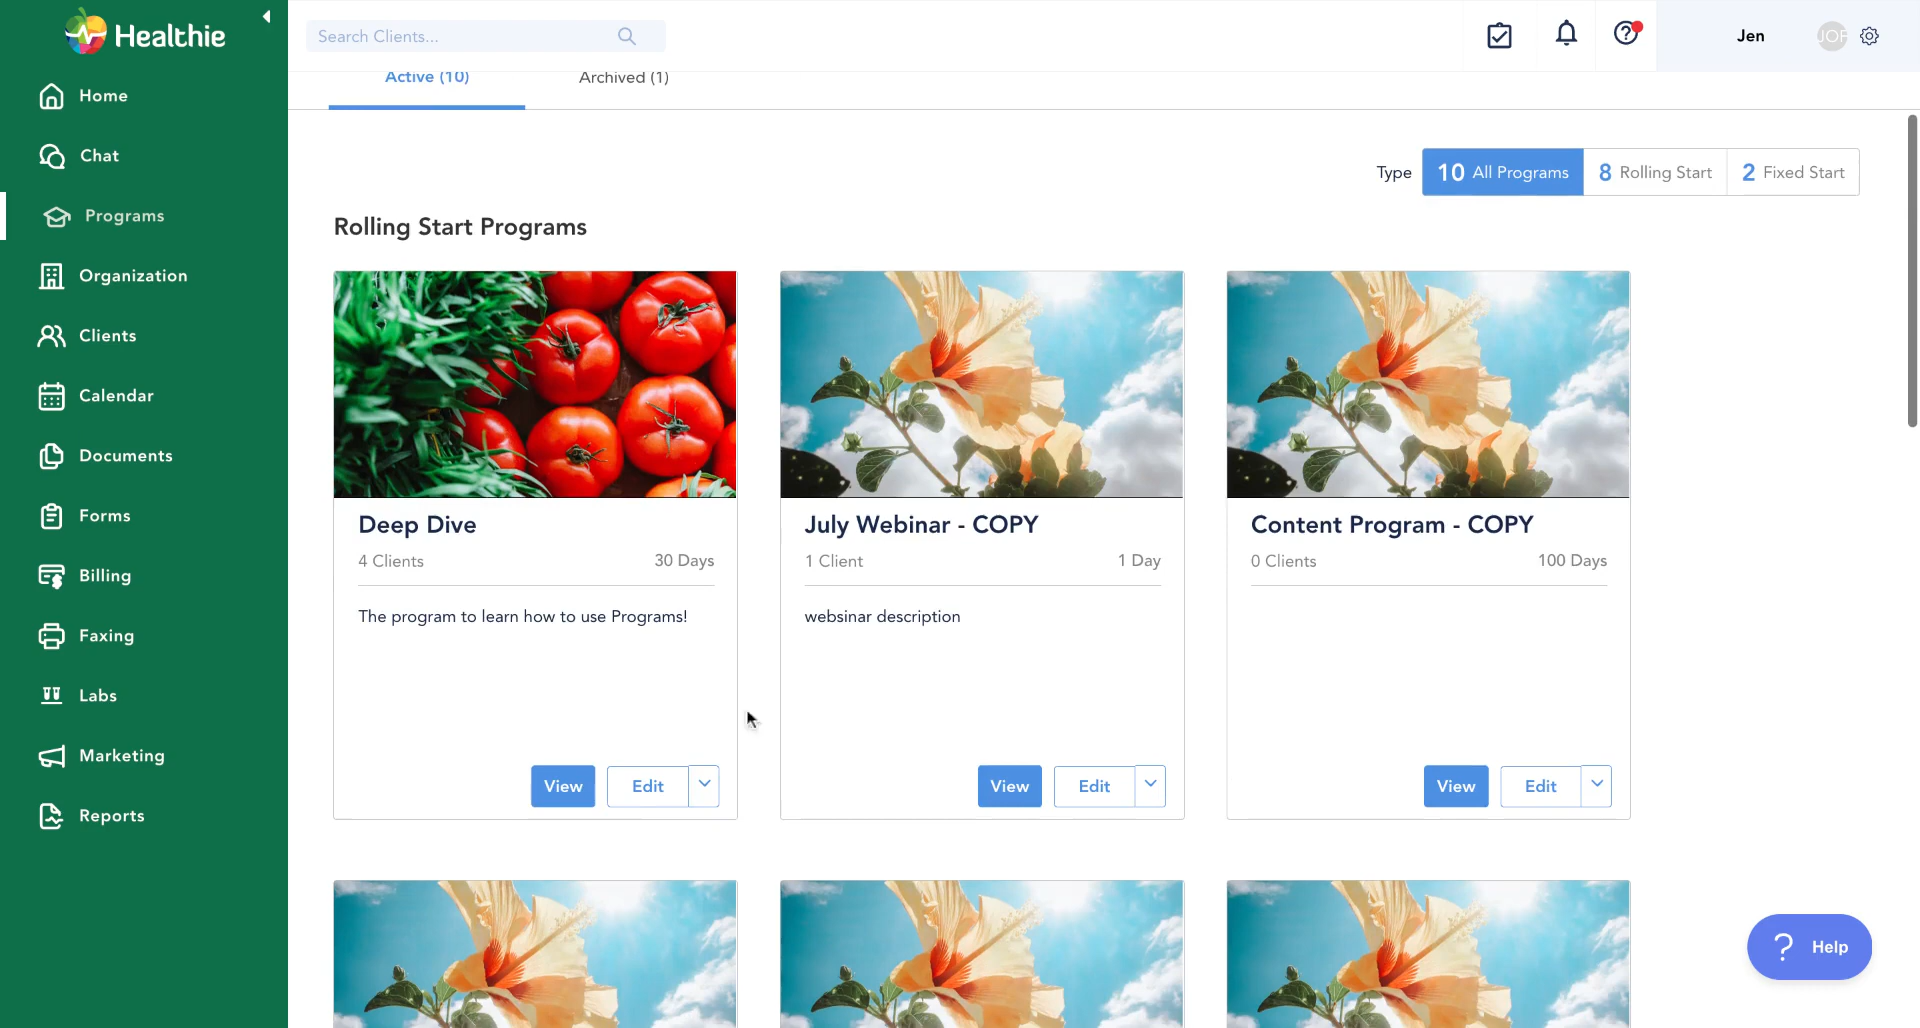 Healthie
Search Clients...
Jen
JOF
Home
Chat
Programs
Organization
Clients
Calendar
Documents
Forms
Billing
Faxing
Labs
Marketing
Reports
Active (10)
Archived (1)
Type
10 All Programs
8 Rolling Start
2 Fixed Start
Rolling Start Programs
Deep Dive
4 Clients
30 Days
The program to learn how to use Programs!
View
Edit
July Webinar - COPY
1 Client
1 Day
websinar description
View
Edit
Content Program - COPY
0 Clients
100 Days
View
Edit
? Help